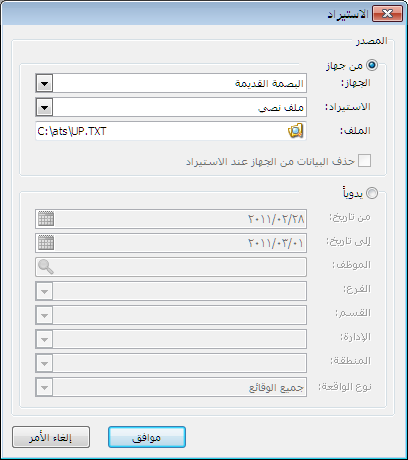 الاستيراد
المصدر
من جهاز
الجهاز: البصمة القديمة
الاستيراد: ملف نصي
الملف: C:\ats\UP.TXT
حذف البيانات من الجهاز عند الاستيراد
يدوياً
من تاريخ: ٢٠١١/٠٢/٢٨
إلى تاريخ: ٢٠١١/٠٣/٠١
الموظف:
الفرع:
القسم:
الإدارة:
المنطقة:
نوع الواقعة: جميع الوقائع
موافق إلغاء الأمر